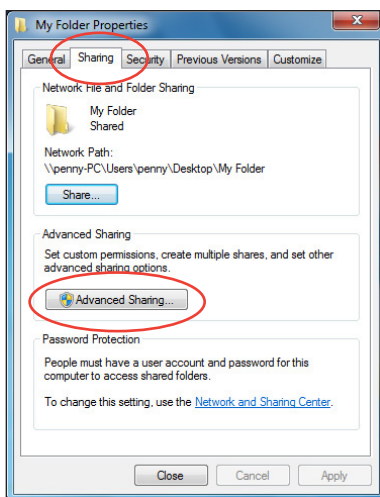 My Folder Properties
General Sharing Security Previous Versions Customize
Network File and Folder Sharing
My Folder
Shared
Network Path:
\\penny-PC\Users\penny\Desktop\My Folder
Share...
Advanced Sharing
Set custom permissions, create multiple shares, and set other
advanced sharing options.
Advanced Sharing...
Password Protection
People must have a user account and password for this
computer to access shared folders.
To change this setting, use the Network and Sharing Center.
Close Cancel Apply